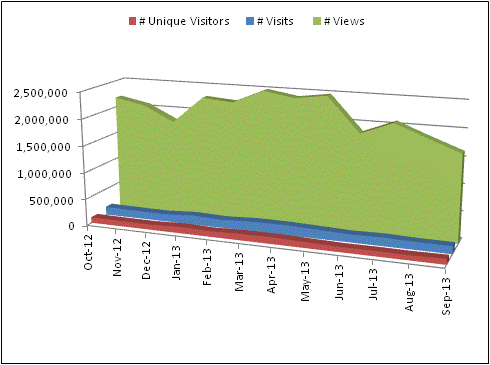 # Unique Visitors # Visits # Views
2,500,000
2,000,000
1,500,000
1,000,000
500,000
0
Oct-12
Nov-12
Dec-12
Jan-13
Feb-13
Mar-13
Apr-13
May-13
Jun-13
Jul-13
Aug-13
Sep-13